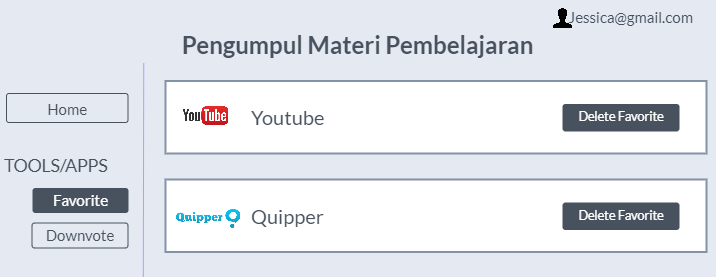 Jessica@gmail.com
Pengumpul Materi Pembelajaran
Home
TOOLS/APPS
Favorite
Downvote
YouTube
Youtube
Delete Favorite
Quipper
Quipper
Delete Favorite